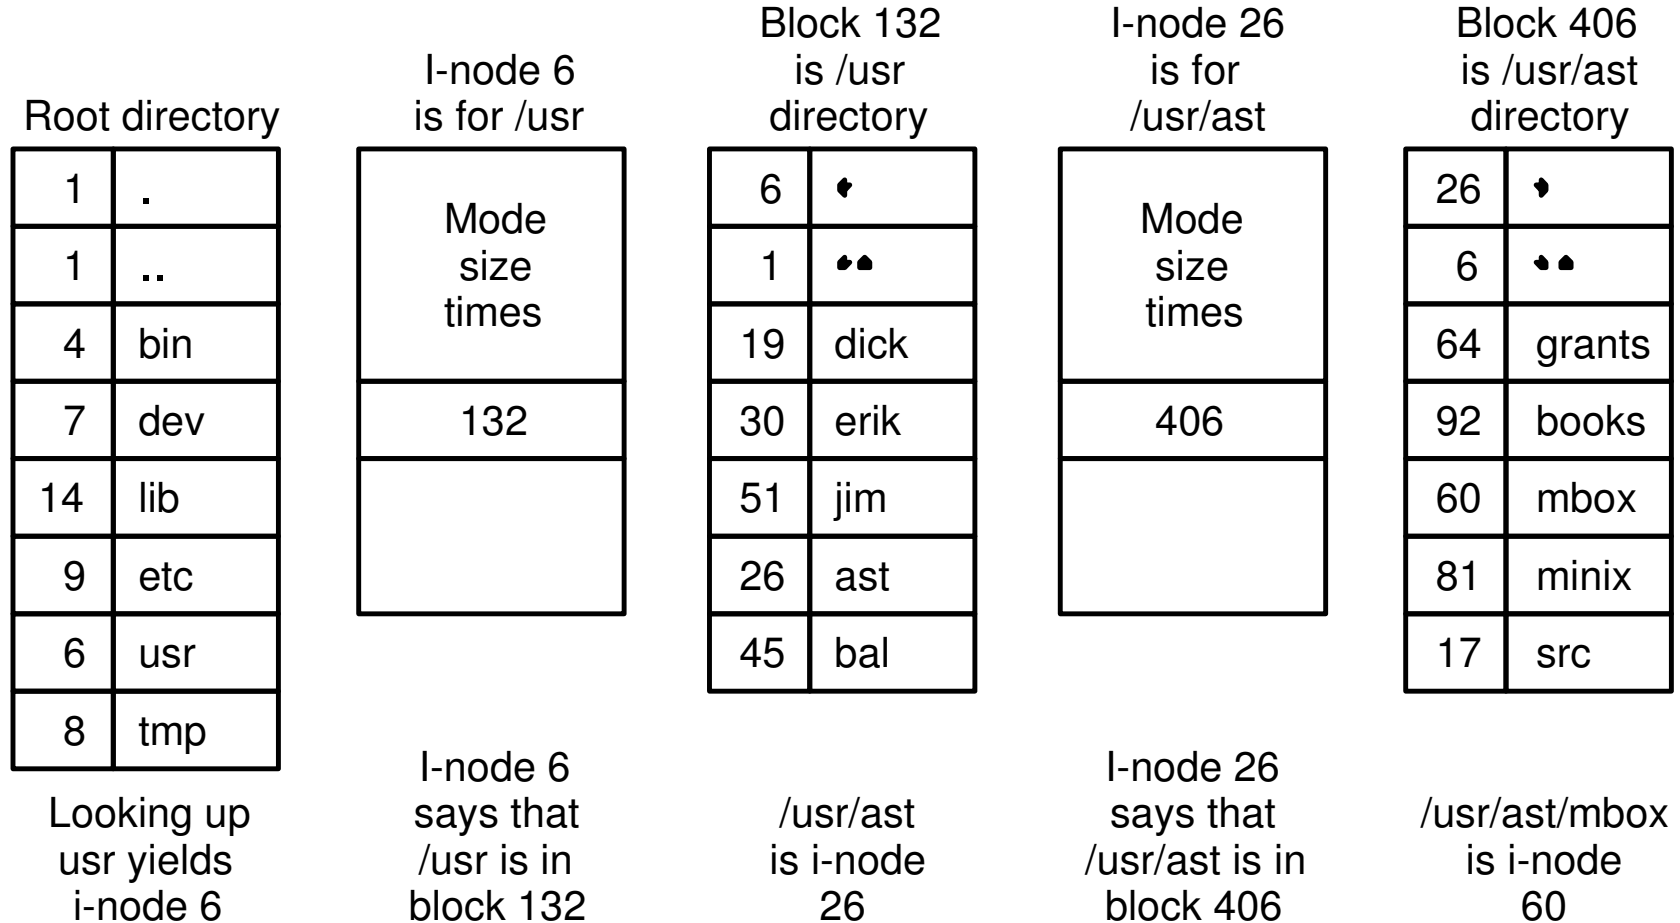 Root directory
1 .
1 ..
4 bin
7 dev
14 lib
9 etc
6 usr
8 tmp
Looking up
usr yields
i-node 6
I-node 6
is for /usr
Mode
size
times
132
I-node 6
says that
/usr is in
block 132
Block 132
is /usr
directory
6 .
1 ..
19 dick
30 erik
51 jim
26 ast
45 bal
/usr/ast
is i-node
26
I-node 26
is for
/usr/ast
Mode
size
times
406
I-node 26
says that
/usr/ast is in
block 406
Block 406
is /usr/ast
directory
26 .
6 ..
64 grants
92 books
60 mbox
81 minix
17 src
/usr/ast/mbox
is i-node
60